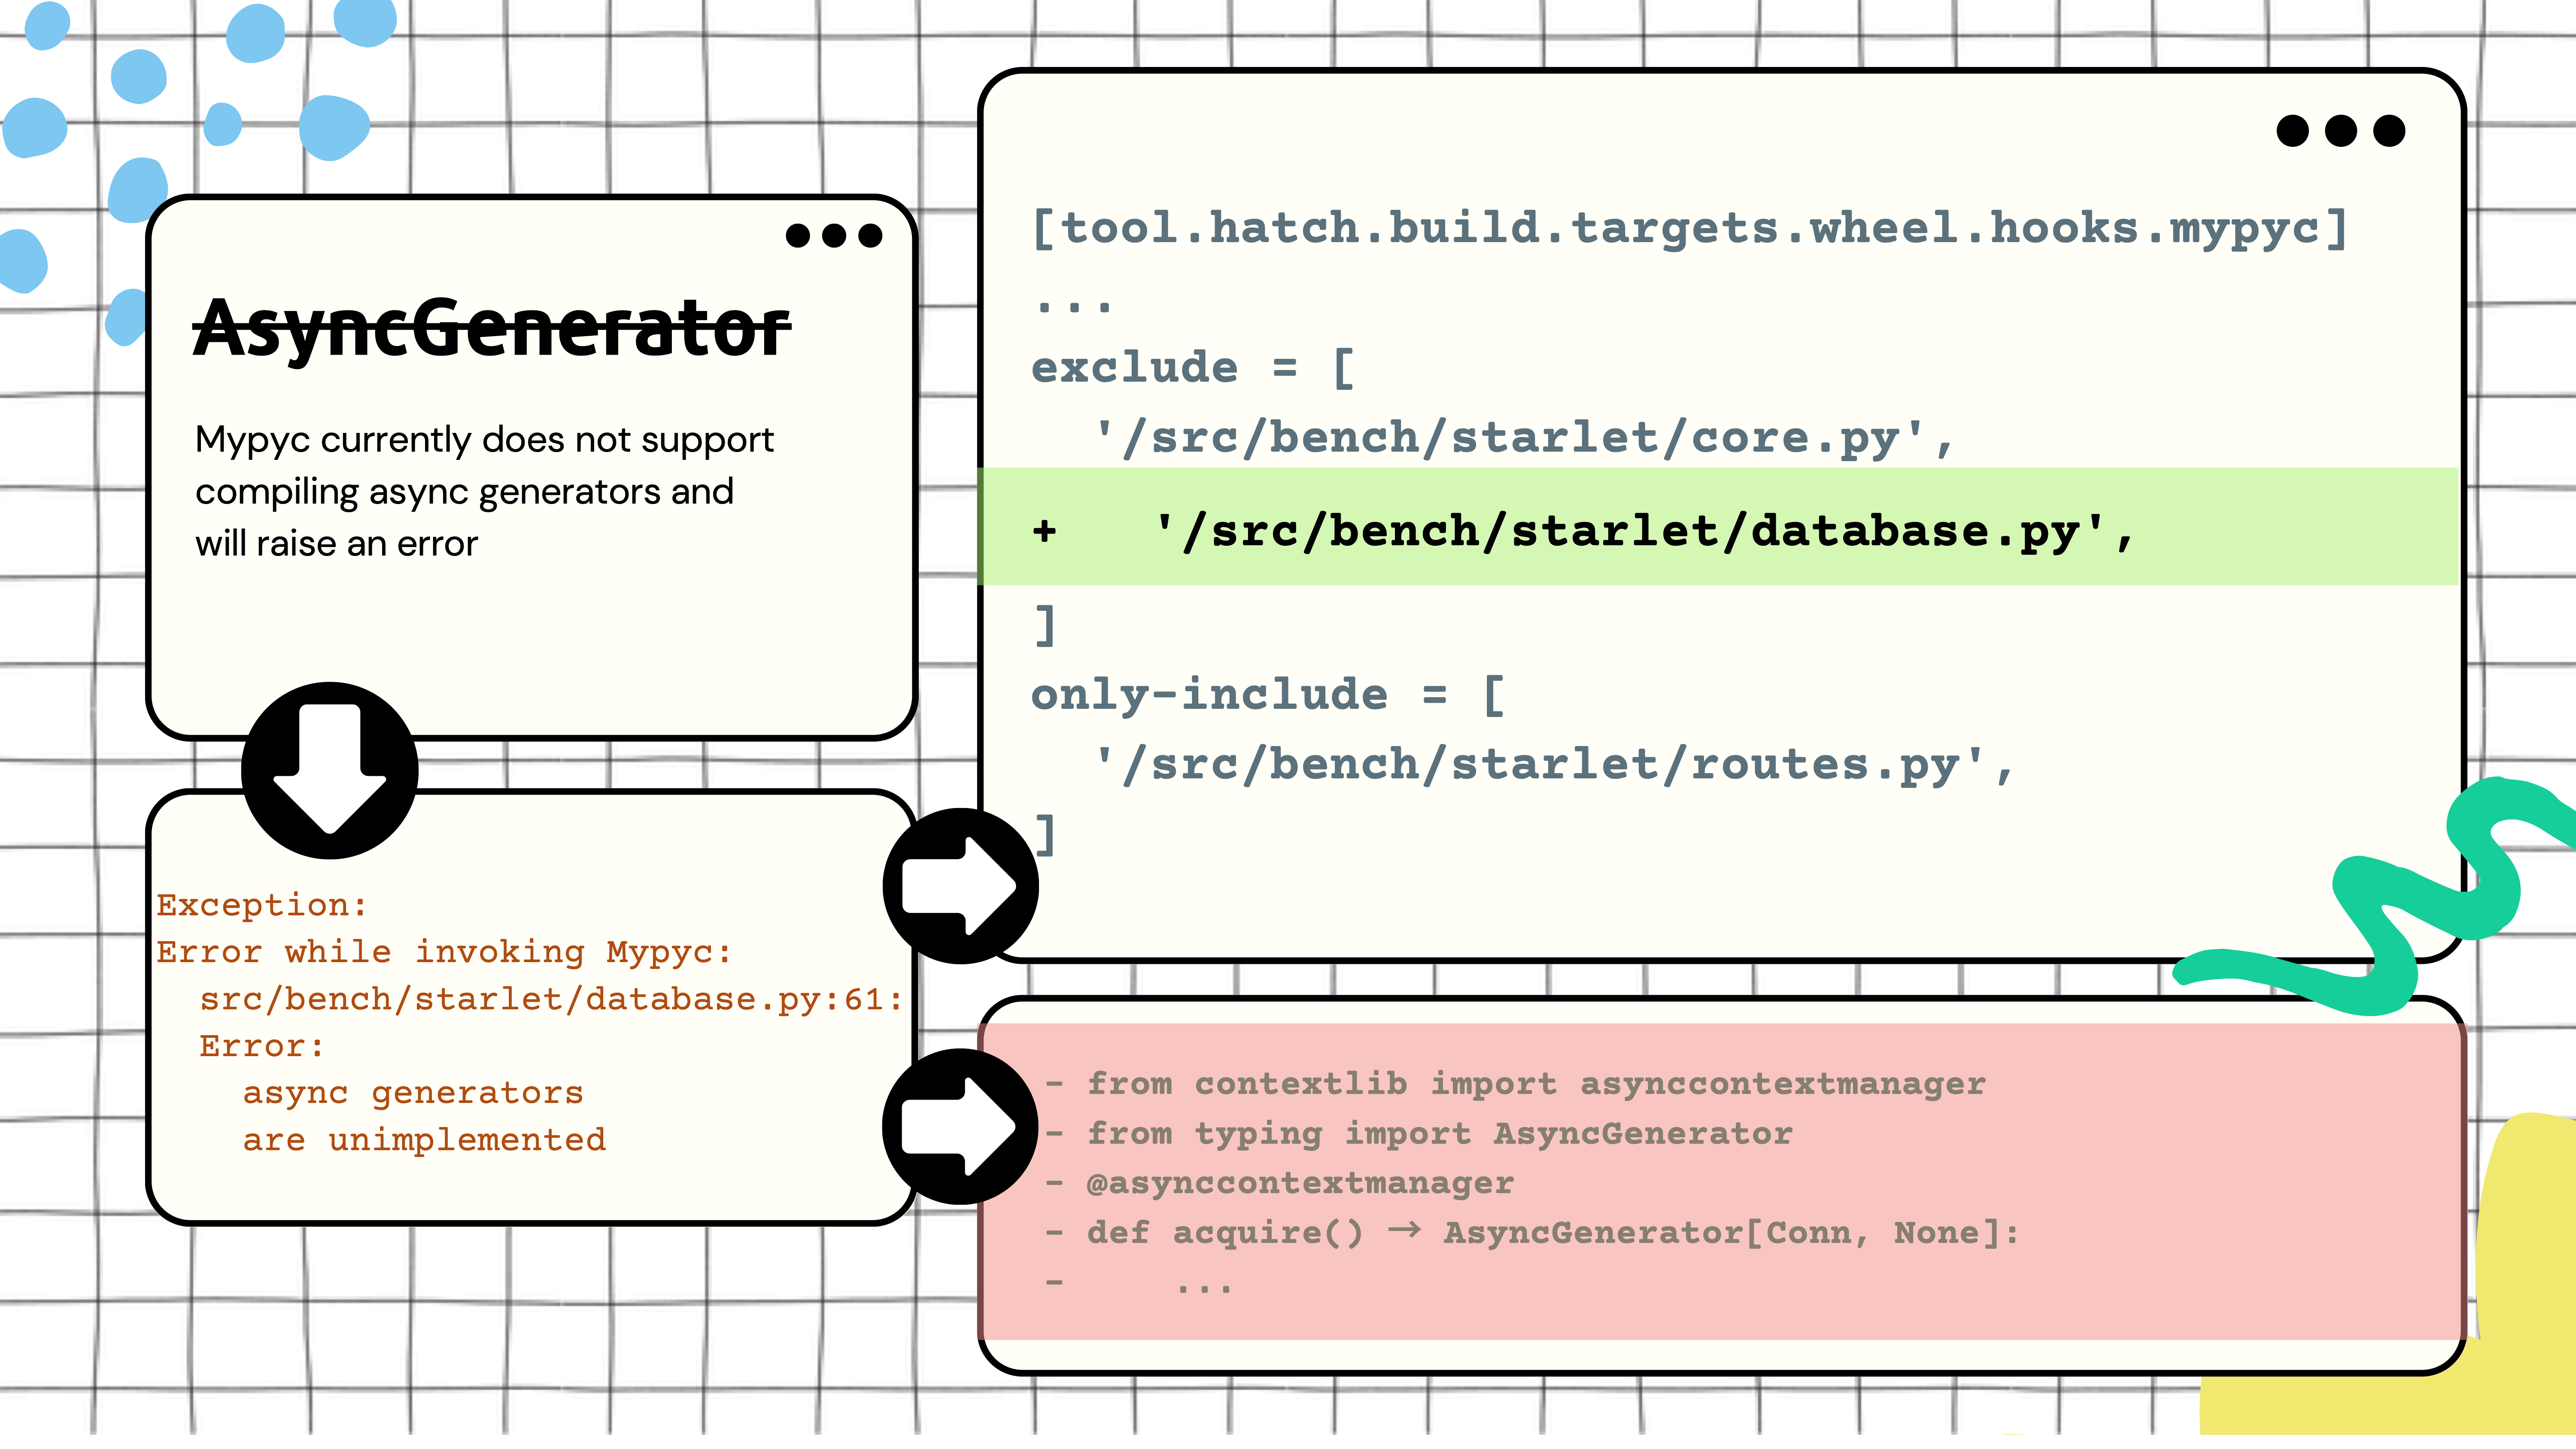 AsyncGenerator
Mypyc currently does not support
compiling async generators and
will raise an error
Exception:
Error while invoking Mypyc:
  src/bench/starlet/database.py:61:
  Error:
    async generators
    are unimplemented
[tool.hatch.build.targets.wheel.hooks.mypyc]
...
exclude = [
  '/src/bench/starlet/core.py',
+   '/src/bench/starlet/database.py',
]
only-include = [
  '/src/bench/starlet/routes.py',
]
- from contextlib import asynccontextmanager
- from typing import AsyncGenerator
- @asynccontextmanager
- def acquire() → AsyncGenerator[Conn, None]:
-     ...